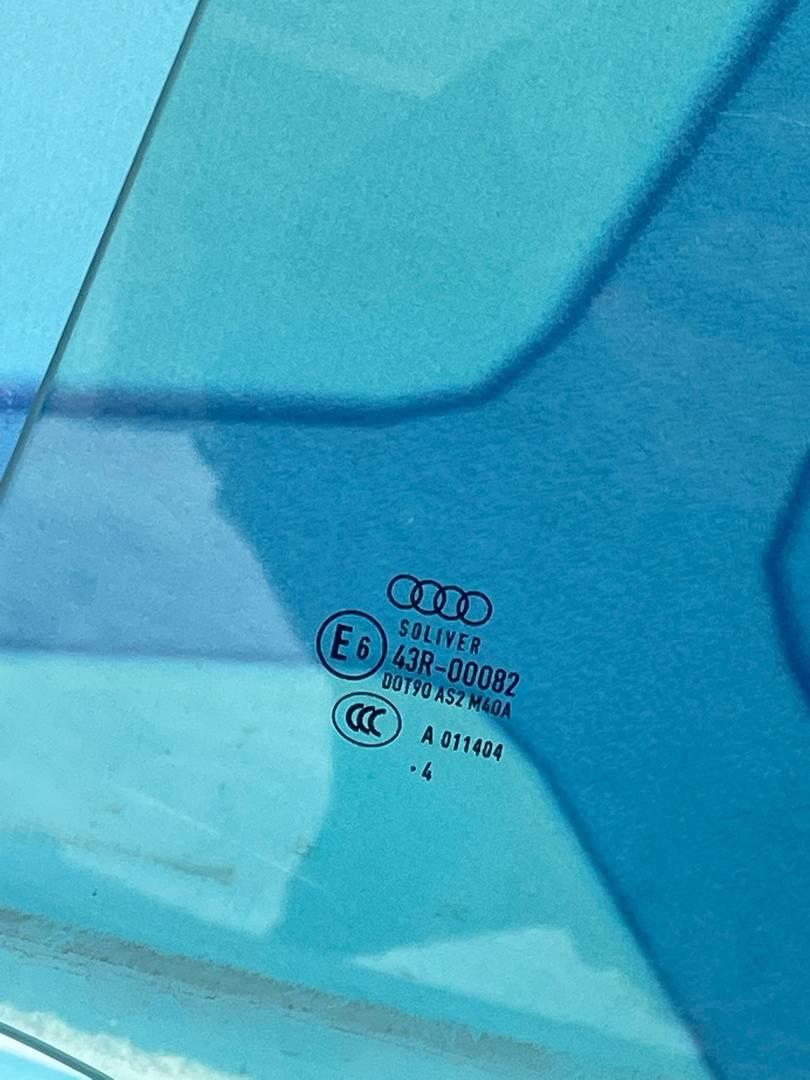 SOLIVER
E6
43R-00082
DOT90 AS2 M40A
CCC
A 011404
.4